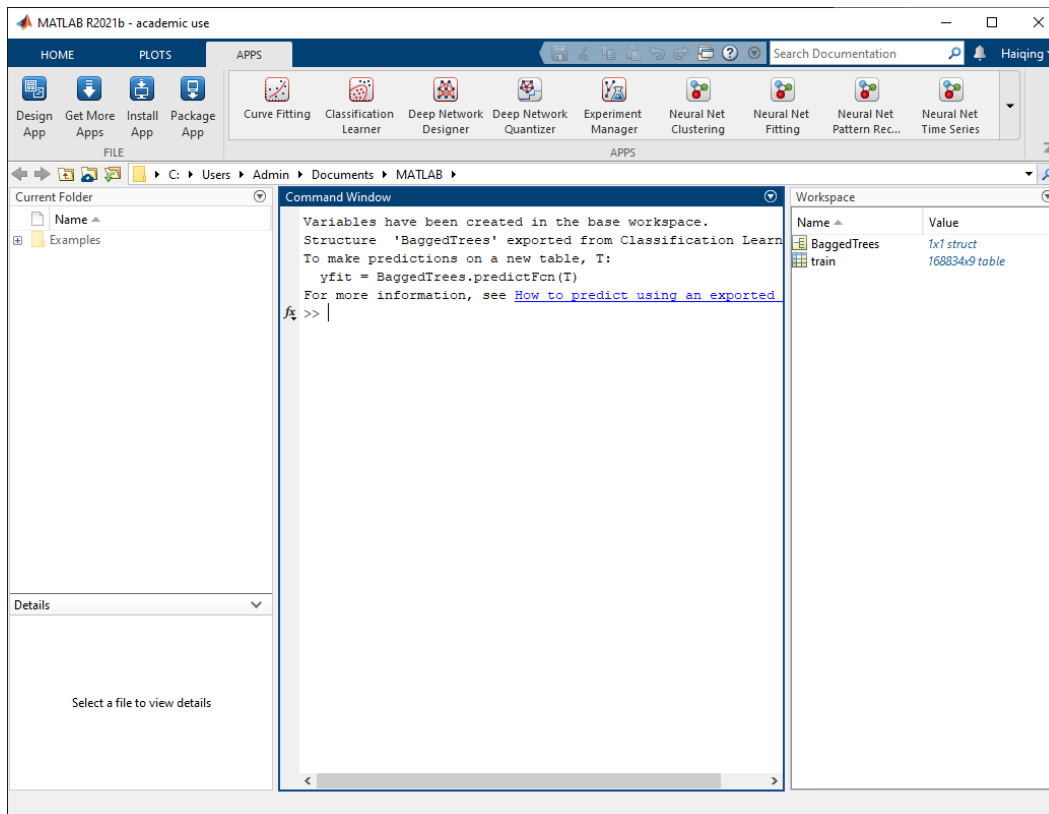 MATLAB R2021b - academic use
HOME PLOTS APPS
Search Documentation
Haiqing
Design App
Get More Apps
Install App
Package App
FILE
Curve Fitting
Classification Learner
Deep Network Designer
Deep Network Quantizer
Experiment Manager
Neural Net Clustering
Neural Net Fitting
Neural Net Pattern Rec...
Neural Net Time Series
APPS
C: Users Admin Documents MATLAB
Current Folder
Name
Examples
Details
Select a file to view details
Command Window
Variables have been created in the base workspace.
Structure 'BaggedTrees' exported from Classification Learn
To make predictions on a new table, T:
yfit = BaggedTrees.predictFcn(T)
For more information, see How to predict using an exported
fx >>
Workspace
Name Value
BaggedTrees 1x1 struct
train 168834x9 table